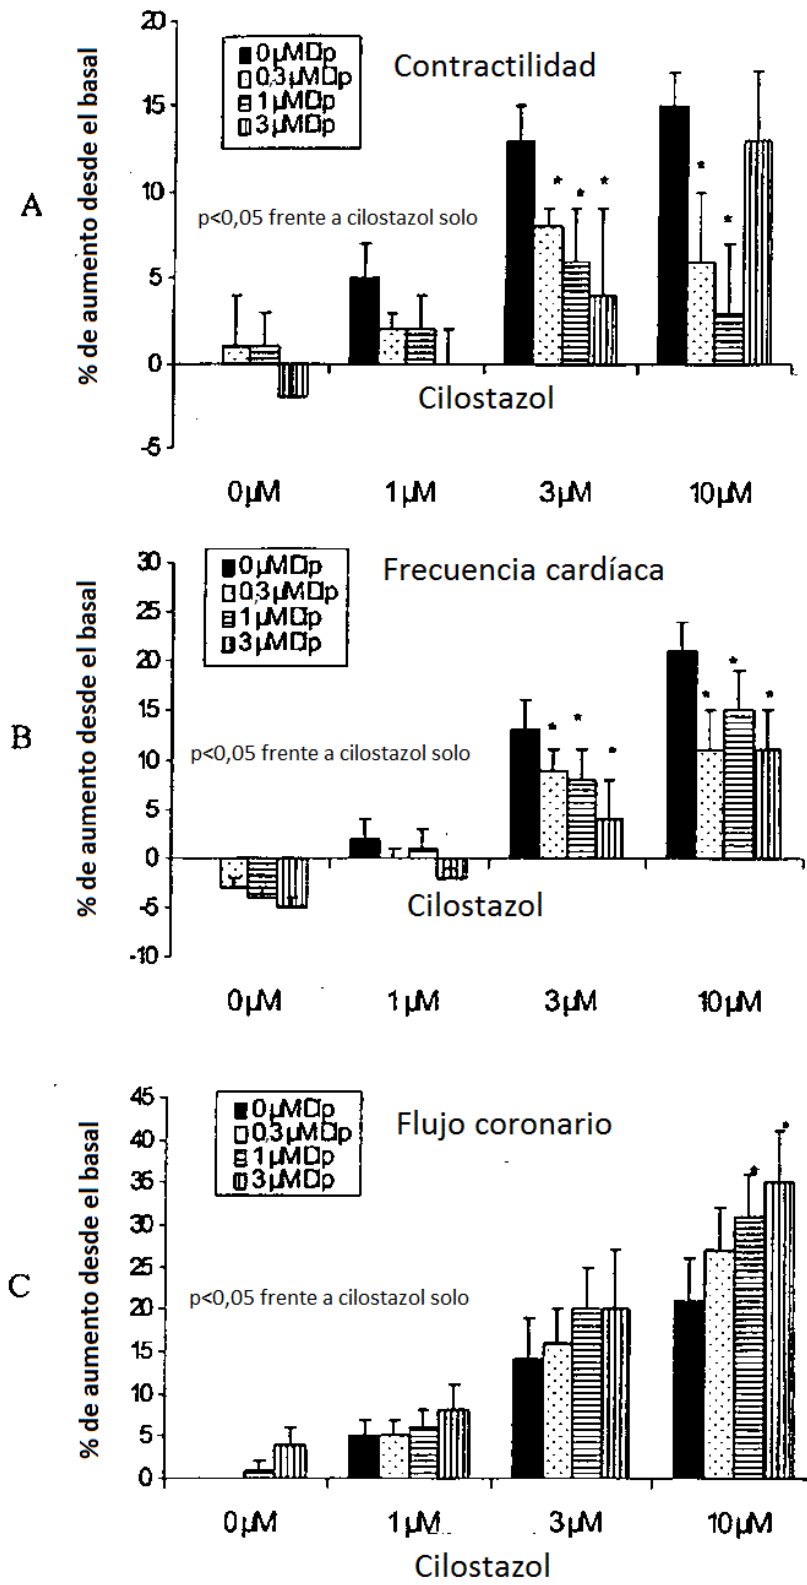 20
15
10
5
0
-5
% de aumento desde el basal
A
0µMDp
0,3µMDp
1µMDp
3µMDp
Contractilidad
p<0,05 frente a cilostazol solo
* * *
* *
Cilostazol
0µM 1µM 3µM 10µM
30
25
20
15
10
5
0
-5
-10
% de aumento desde el basal
B
0µMDp
0,3µMDp
1µMDp
3µMDp
Frecuencia cardíaca
p<0,05 frente a cilostazol solo
* * *
* * *
Cilostazol
0µM 1µM 3µM 10µM
45
40
35
30
25
20
15
10
5
0
% de aumento desde el basal
C
0µMDp
0,3µMDp
1µMDp
3µMDp
Flujo coronario
p<0,05 frente a cilostazol solo
* *
0µM 1µM 3µM 10µM
Cilostazol